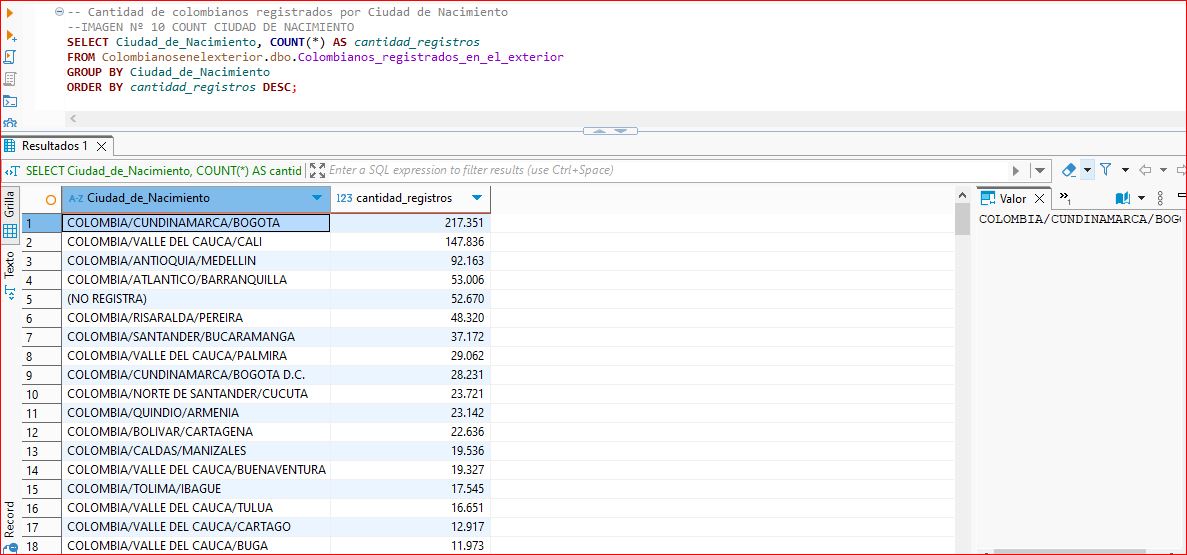 -- Cantidad de colombianos registrados por Ciudad de Nacimiento
--IMAGEN Nº 10 COUNT CIUDAD DE NACIMIENTO
SELECT Ciudad_de_Nacimiento, COUNT(*) AS cantidad_registros
FROM Colombianosenelexterior.dbo.Colombianos_registrados_en_el_exterior
GROUP BY Ciudad_de_Nacimiento
ORDER BY cantidad_registros DESC;
Resultados 1
SELECT Ciudad_de_Nacimiento, COUNT(*) AS cantid Enter a SQL expression to filter results (use Ctrl+Space)
Grilla
Texto
Record
A-Z Ciudad_de_Nacimiento 123 cantidad_registros
1 COLOMBIA/CUNDINAMARCA/BOGOTA 217.351
2 COLOMBIA/VALLE DEL CAUCA/CALI 147.836
3 COLOMBIA/ANTIOQUIA/MEDELLIN 92.163
4 COLOMBIA/ATLANTICO/BARRANQUILLA 53.006
5 (NO REGISTRA) 52.670
6 COLOMBIA/RISARALDA/PEREIRA 48.320
7 COLOMBIA/SANTANDER/BUCARAMANGA 37.172
8 COLOMBIA/VALLE DEL CAUCA/PALMIRA 29.062
9 COLOMBIA/CUNDINAMARCA/BOGOTA D.C. 28.231
10 COLOMBIA/NORTE DE SANTANDER/CUCUTA 23.721
11 COLOMBIA/QUINDIO/ARMENIA 23.142
12 COLOMBIA/BOLIVAR/CARTAGENA 22.636
13 COLOMBIA/CALDAS/MANIZALES 19.536
14 COLOMBIA/VALLE DEL CAUCA/BUENAVENTURA 19.327
15 COLOMBIA/TOLIMA/IBAGUE 17.545
16 COLOMBIA/VALLE DEL CAUCA/TULUA 16.651
17 COLOMBIA/VALLE DEL CAUCA/CARTAGO 12.917
18 COLOMBIA/VALLE DEL CAUCA/BUGA 11.973
Valor
COLOMBIA/CUNDINAMARCA/BOG